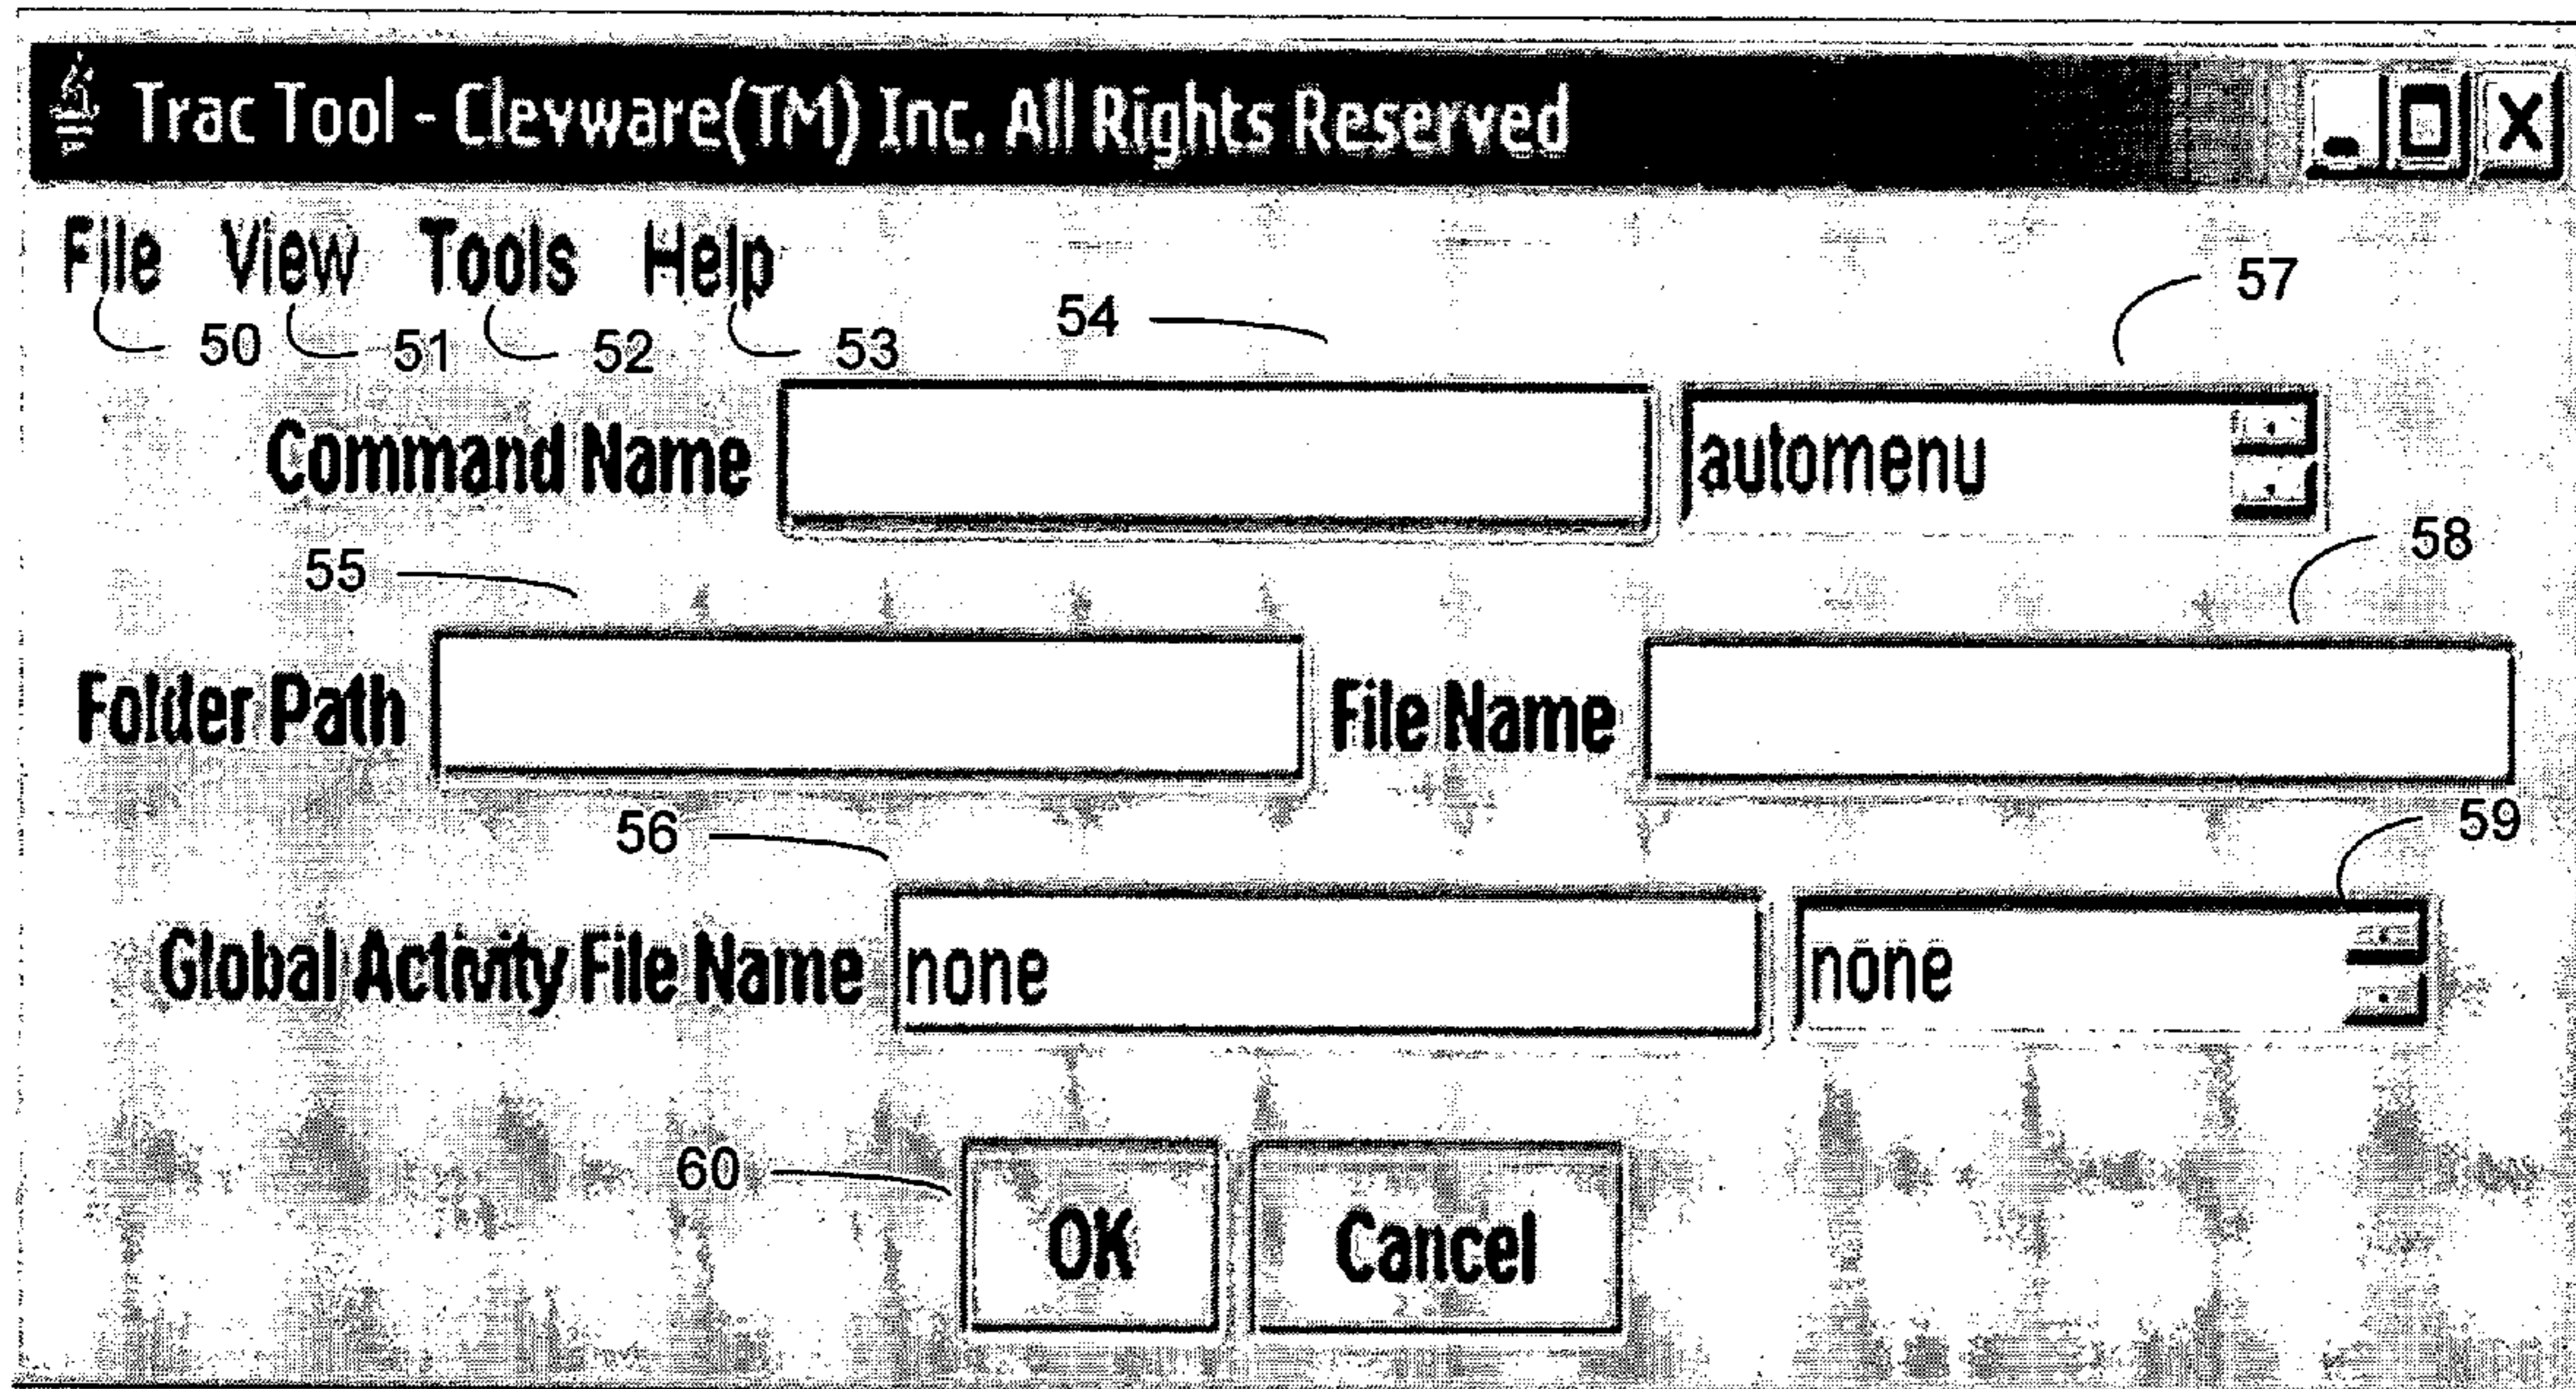 Trac Tool - Clevware(TM) Inc. All Rights Reserved
File View Tools Help
50 51 52 53 54 57
Command Name automenu
55 58
Folder Path File Name
56 59
Global Activity File Name none none
60
OK Cancel